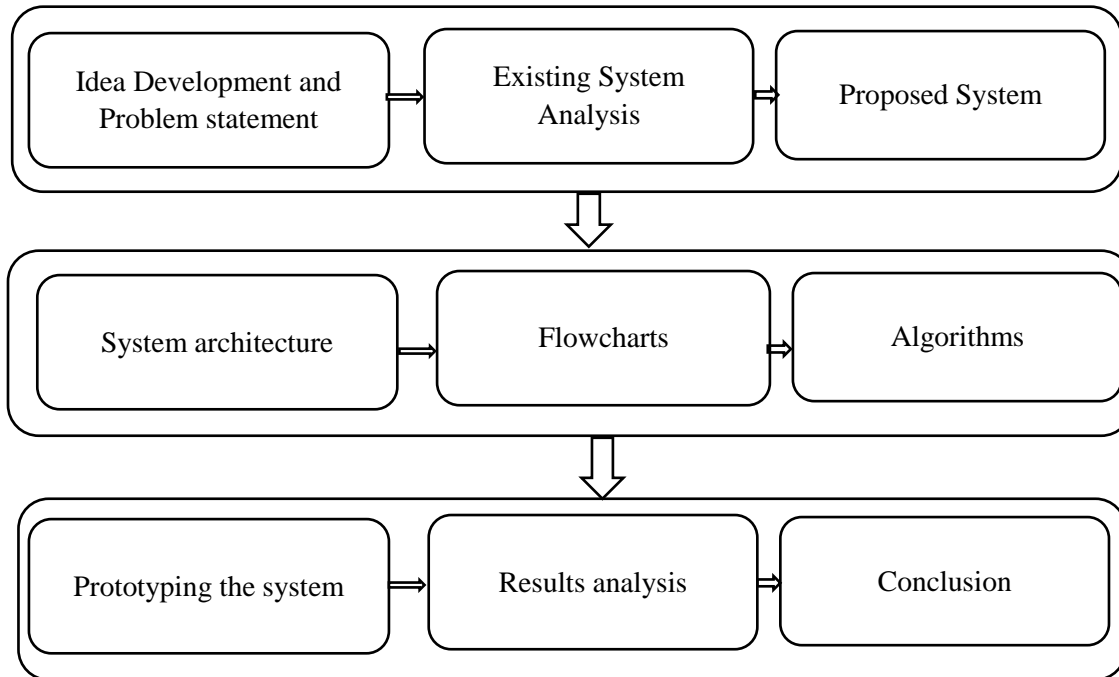 Idea Development and
Problem statement
Existing System
Analysis
Proposed System
System architecture
Flowcharts
Algorithms
Prototyping the system
Results analysis
Conclusion